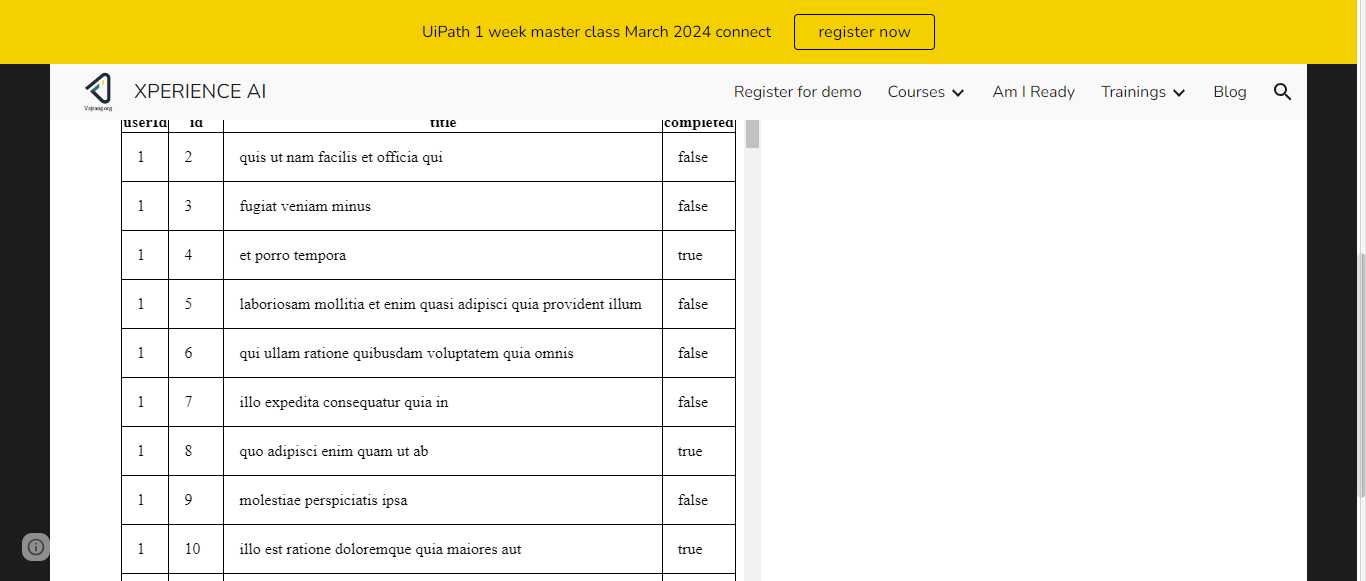 UiPath 1 week master class March 2024 connect register now
XPERIENCE AI Register for demo Courses Am I Ready Trainings Blog
userId id title completed
1 2 quis ut nam facilis et officia qui false
1 3 fugiat veniam minus false
1 4 et porro tempora true
1 5 laboriosam mollitia et enim quasi adipisci quia provident illum false
1 6 qui ullam ratione quibusdam voluptatem quia omnis false
1 7 illo expedita consequatur quia in false
1 8 quo adipisci enim quam ut ab true
1 9 molestiae perspiciatis ipsa false
1 10 illo est ratione doloremque quia maiores aut true